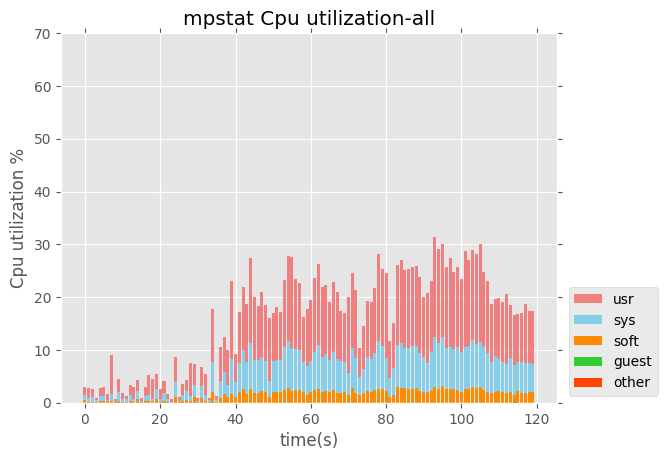 mpstat Cpu utilization-all
Cpu utilization %
70
60
50
40
30
20
10
0
0 20 40 60 80 100 120
time(s)
usr
sys
soft
guest
other